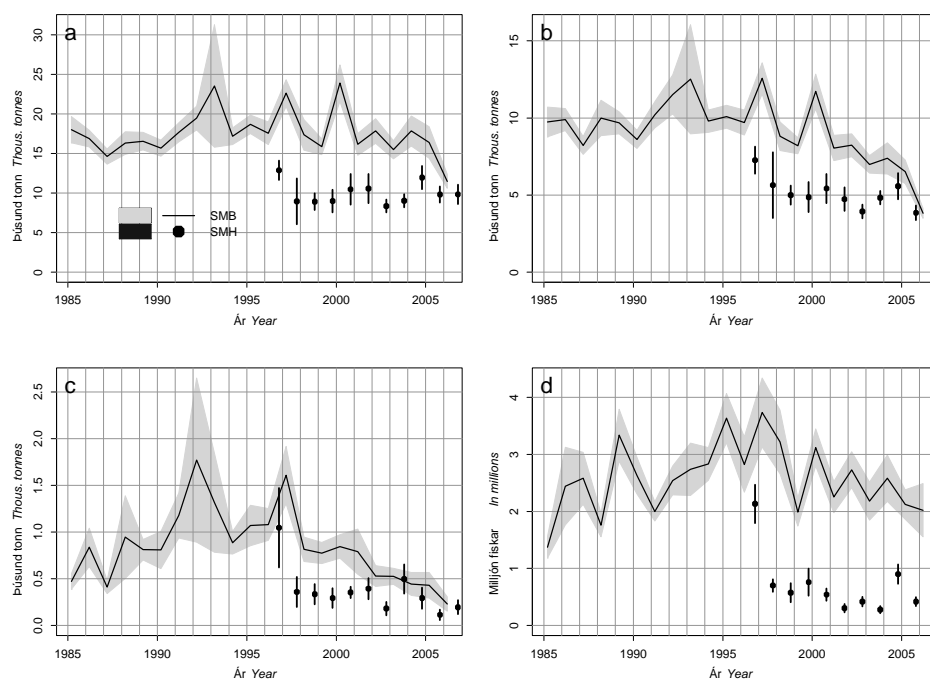 a
Þúsund tonn Thous. tonnes
30
25
20
15
10
5
0
SMB
SMH
1985 1990 1995 2000 2005
Ár Year
b
Þúsund tonn Thous. tonnes
15
10
5
0
1985 1990 1995 2000 2005
Ár Year
c
Þúsund tonn Thous. tonnes
2.5
2.0
1.5
1.0
0.5
0.0
1985 1990 1995 2000 2005
Ár Year
d
Milljón fiskar In millions
4
3
2
1
0
1985 1990 1995 2000 2005
Ár Year